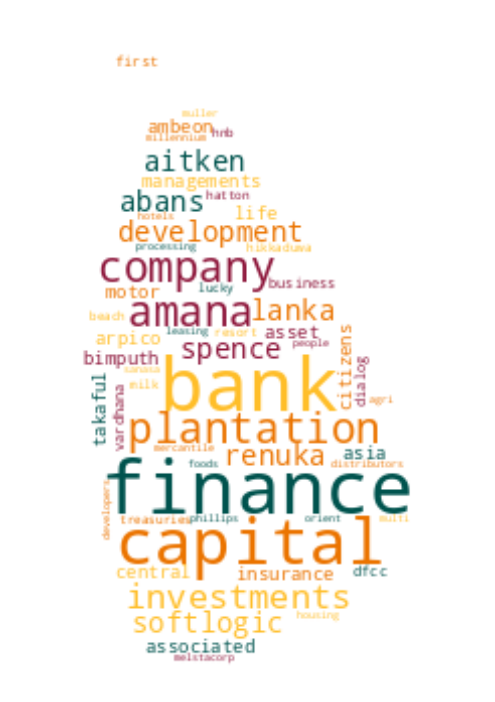 first
muller
ambeon
hnb
millennium
aitken
managements
abans
hatton
life
hotels
development
processing
hikkaduwa
company
lucky
business
motor
amana
lanka
beach
leasing
resort
asset
arpico
spence
people
citizens
bimputh
sanasa
milk
bank
dialog
takaful
vardhana
agri
plantation
mercantile
renuka
asia
foods
distributors
finance
developers
treasuries
phillips
orient
multi
capital
central
insurance
dfcc
investments
softlogic
housing
associated
melstacorp